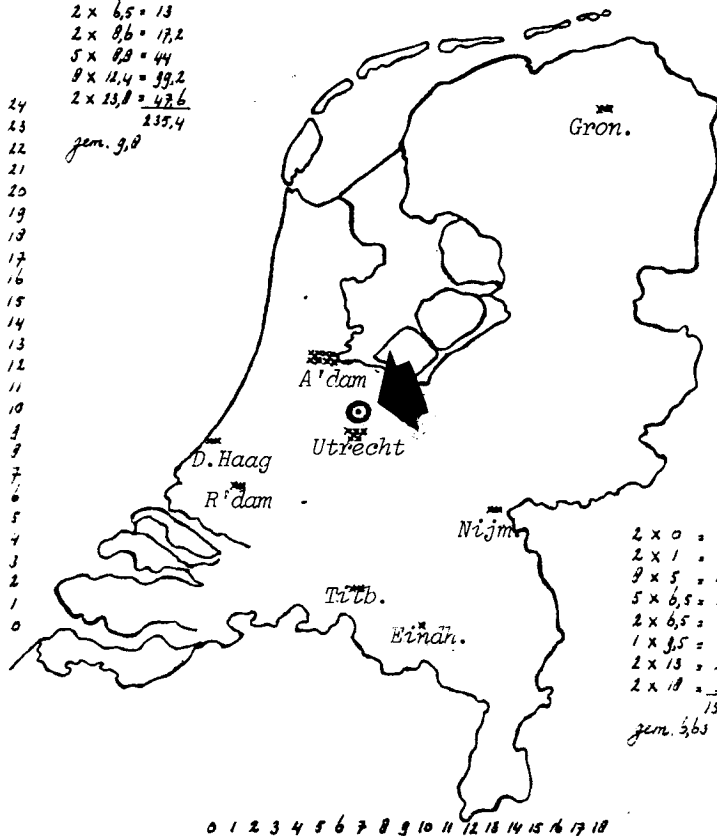 2 x 6,5 = 13
2 x 8,6 = 17,2
5 x 8,8 = 44
8 x 12,4 = 99,2
2 x 23,8 = 47,6
235,4
gem. 9,8
24
23
22
21
20
19
18
17
16
15
14
13
12
11
10
9
8
7
6
5
4
3
2
1
0
Gron.
A'dam
Utrecht
D.Haag
R'dam
Nijm
Tilb.
Eindh.
2 x 0 =
2 x 1 =
8 x 5 =
5 x 6,5 =
2 x 6,5 =
1 x 9,5 =
2 x 13 =
2 x 18 =
gem.
0 1 2 3 4 5 6 7 8 9 10 11 12 13 14 15 16 17 18